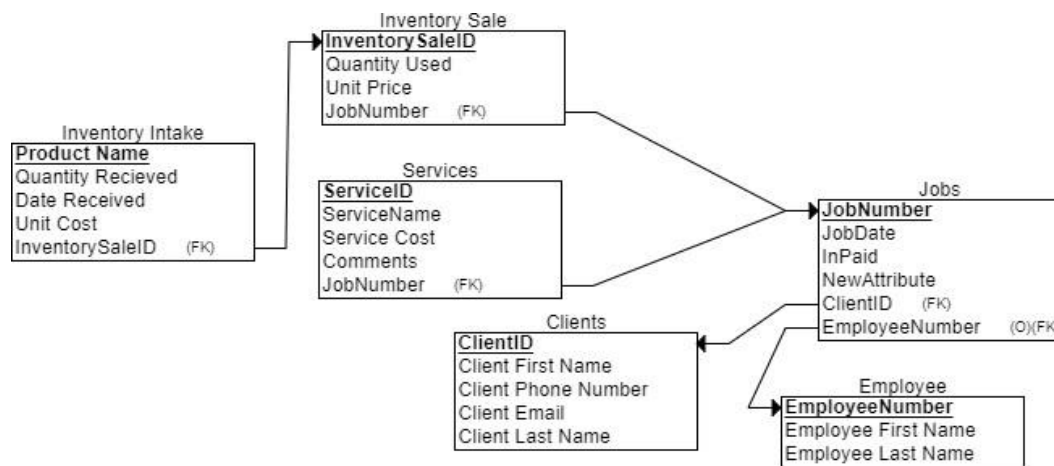 Inventory Sale
InventorySaleID
Quantity Used
Unit Price
JobNumber (FK)
Inventory Intake
Product Name
Quantity Recieved
Date Received
Unit Cost
InventorySaleID (FK)
Services
ServiceID
ServiceName
Service Cost
Comments
JobNumber (FK)
Jobs
JobNumber
JobDate
InPaid
NewAttribute
ClientID (FK)
EmployeeNumber (O)(FK
Clients
ClientID
Client First Name
Client Phone Number
Client Email
Client Last Name
Employee
EmployeeNumber
Employee First Name
Employee Last Name